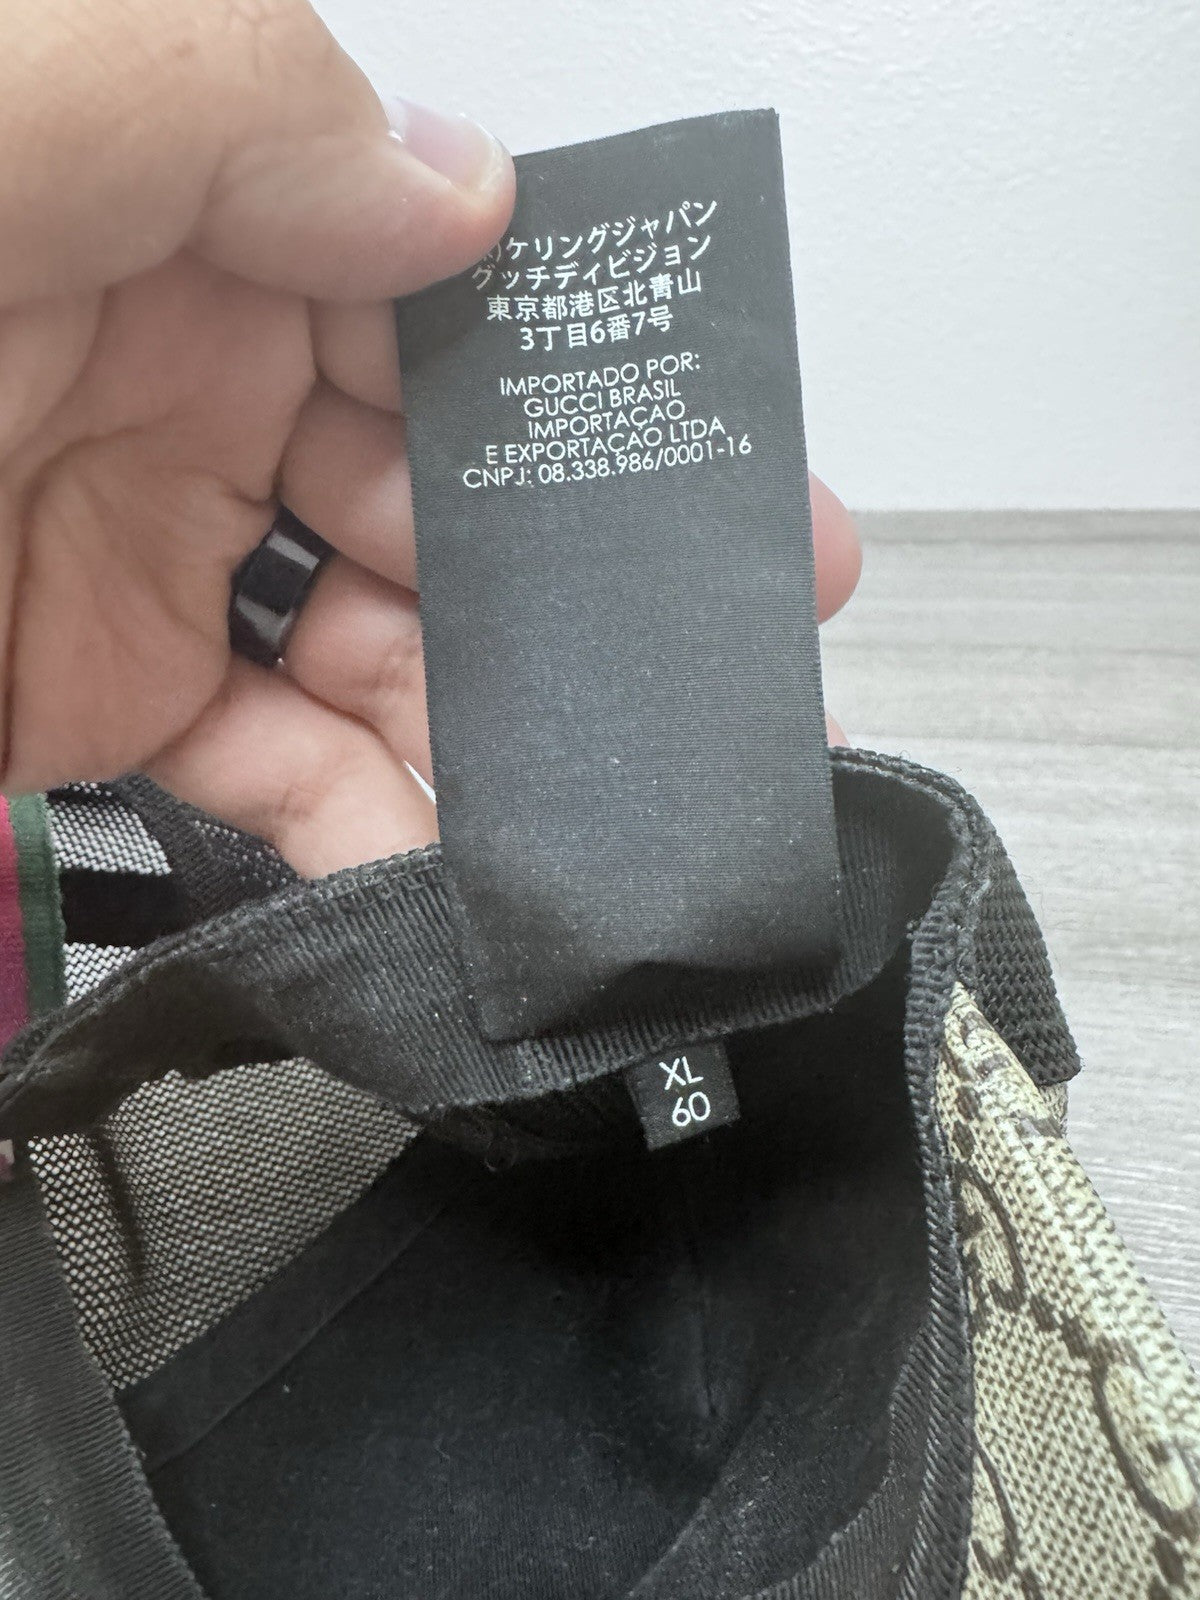 )ケリングジャパン
グッチディビジョン
東京都港区北青山
3丁目6番7号
IMPORTADO POR:
GUCCI BRASIL
IMPORTAÇAO
E EXPORTAÇAO LTDA
CNPJ: 08.338.986/0001-16
XL
60